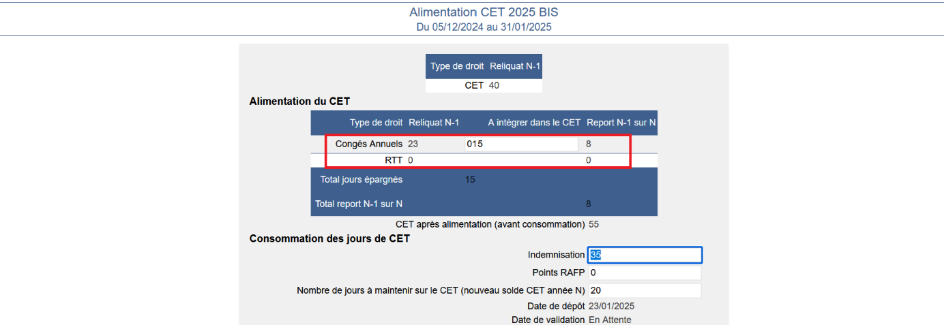 Alimentation CET 2025 BIS
Du 05/12/2024 au 31/01/2025
Type de droit Reliquat N-1
CET 40
Alimentation du CET
Type de droit Reliquat N-1 A intégrer dans le CET Report N-1 sur N
Congés Annuels 23 015 8
RTT 0 0
Total jours épargnés 15
Total report N-1 sur N 8
CET après alimentation (avant consommation) 55
Consommation des jours de CET
Indemnisation 35
Points RAFP 0
Nombre de jours à maintenir sur le CET (nouveau solde CET année N) 20
Date de dépôt 23/01/2025
Date de validation En Attente